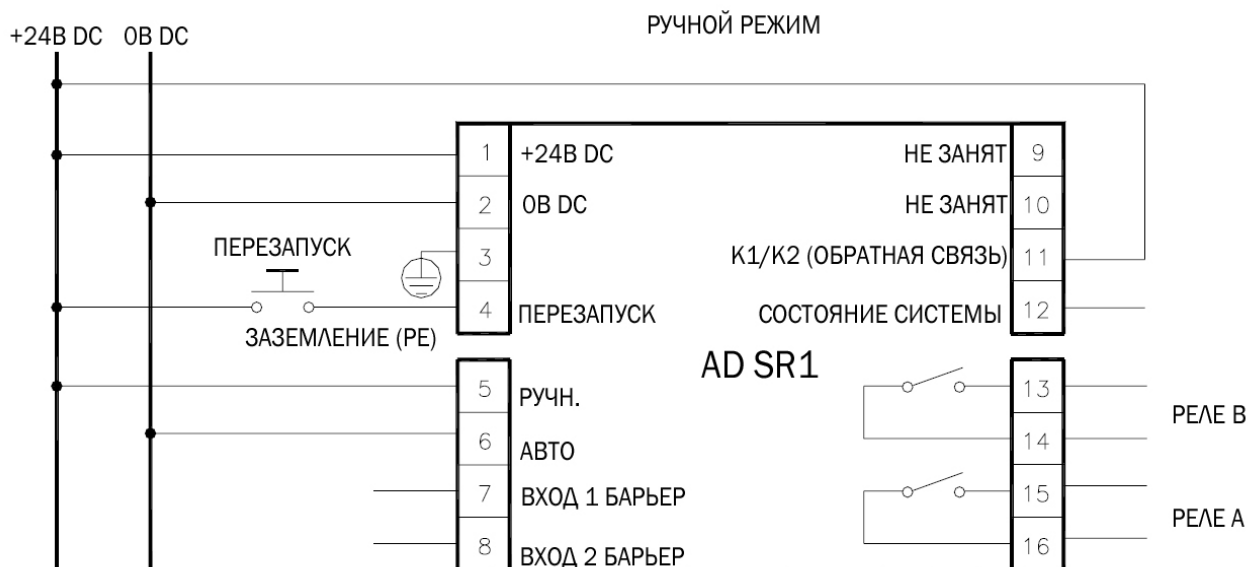 РУЧНОЙ РЕЖИМ
+24В DC 0В DC
1 +24В DC НЕ ЗАНЯТ 9
2 0В DC НЕ ЗАНЯТ 10
ПЕРЕЗАПУСК
3 К1/К2 (ОБРАТНАЯ СВЯЗЬ) 11
4 ПЕРЕЗАПУСК СОСТОЯНИЕ СИСТЕМЫ 12
ЗАЗЕМЛЕНИЕ (PE)
AD SR1
5 РУЧН. 13
РЕЛЕ В
6 АВТО 14
7 ВХОД 1 БАРЬЕР 15
РЕЛЕ А
8 ВХОД 2 БАРЬЕР 16